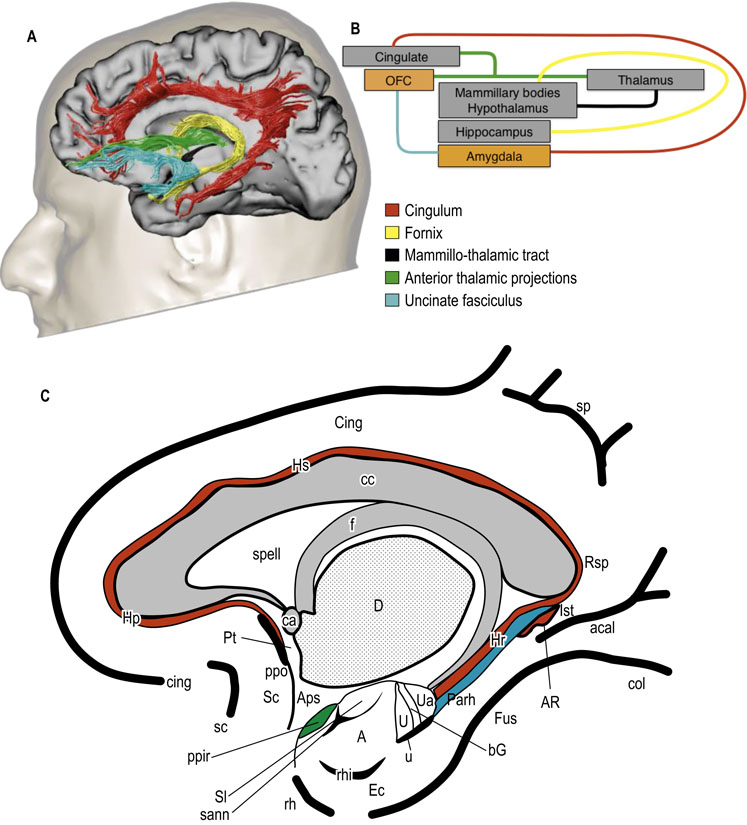 A
B
Cingulate
OFC
Thalamus
Mammillary bodies
Hypothalamus
Hippocampus
Amygdala
Cingulum
Fornix
Mammillo-thalamic tract
Anterior thalamic projections
Uncinate fasciculus
C
sp
Cing
Hs
cc
f
spell
Rsp
D
Hp
ca
Ist
acal
Pt
Hr
cing
ppo
Sc
Aps
Ua
Parh
AR
col
sc
U
Fus
A
bG
ppir
u
SI
rhi
sann
Ec
rh